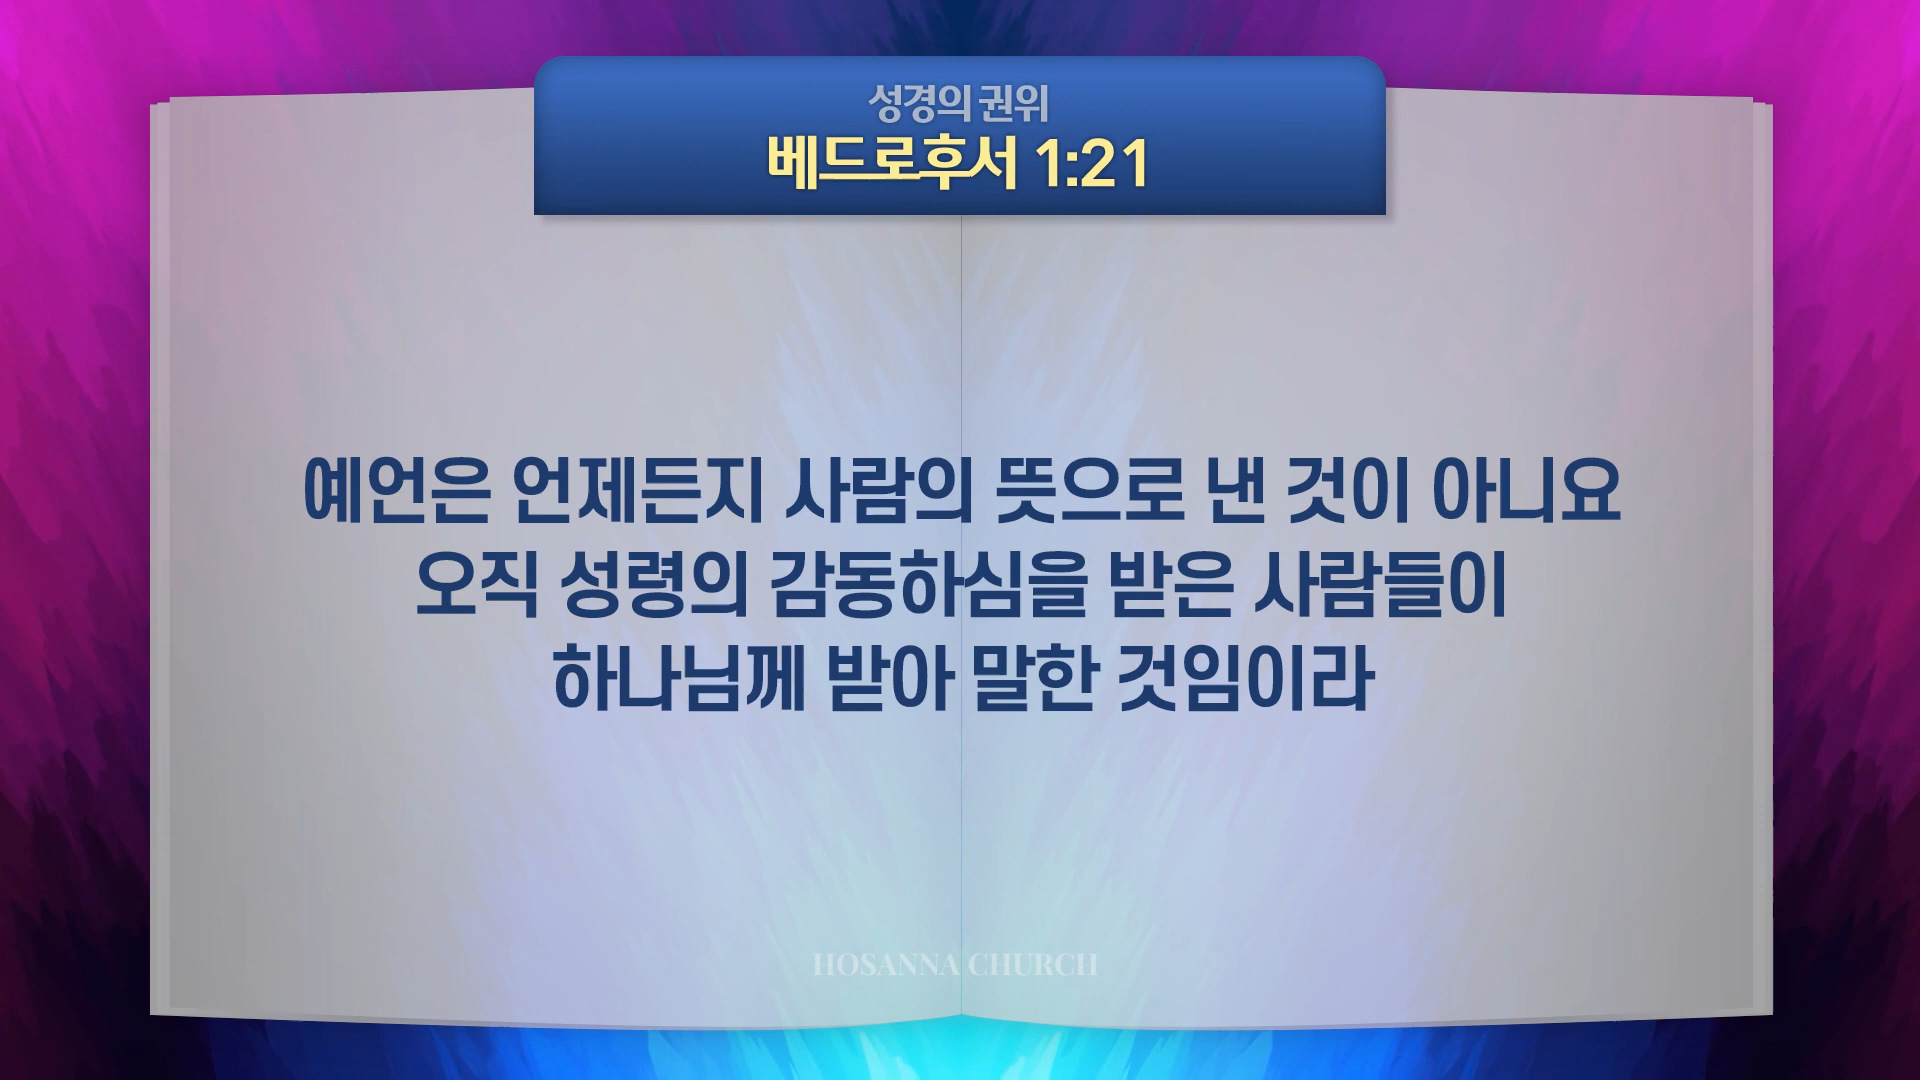 성경의 권위
베드로후서 1:21
예언은 언제든지 사람의 뜻으로 낸 것이 아니요
오직 성령의 감동하심을 받은 사람들이
하나님께 받아 말한 것임이라
HOSANNA CHURCH